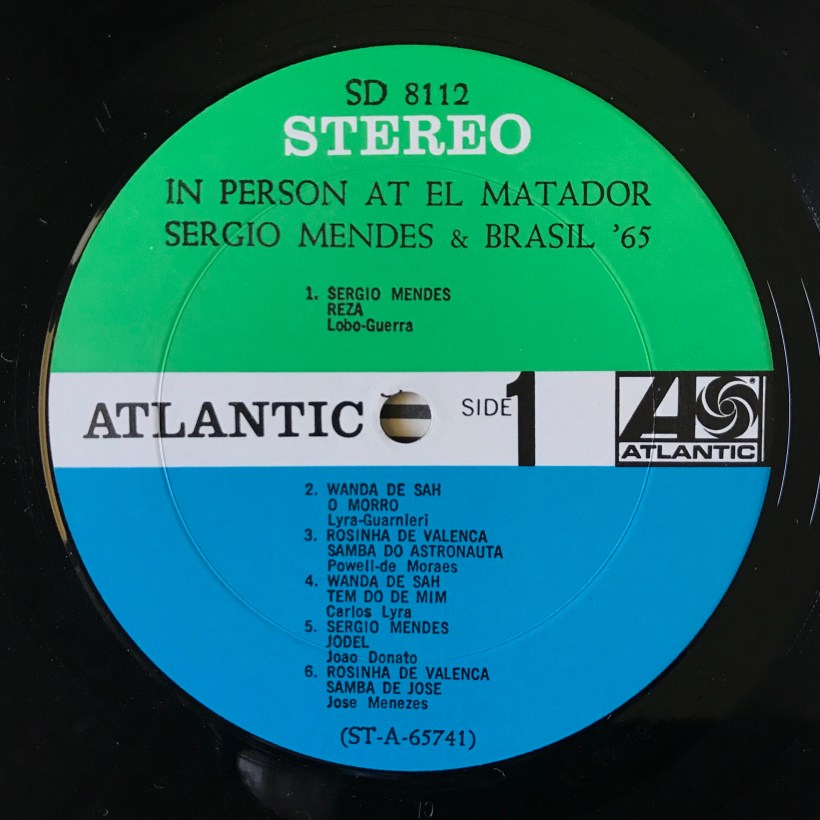 SD 8112
STEREO
IN PERSON AT EL MATADOR
SERGIO MENDES & BRASIL '65
1. SERGIO MENDES
REZA
Lobo-Guerra
ATLANTIC
SIDE 1
ATLANTIC
2. WANDA DE SAH
O MORRO
Lyra-Guarnieri
3. ROSINHA DE VALENCA
SAMBA DO ASTRONAUTA
Powell-de Moraes
4. WANDA DE SAH
TEM DO DE MIM
Carlos Lyra
5. SERGIO MENDES
JODEL
Joao Donato
6. ROSINHA DE VALENCA
SAMBA DE JOSE
Jose Menezes
(ST-A-65741)